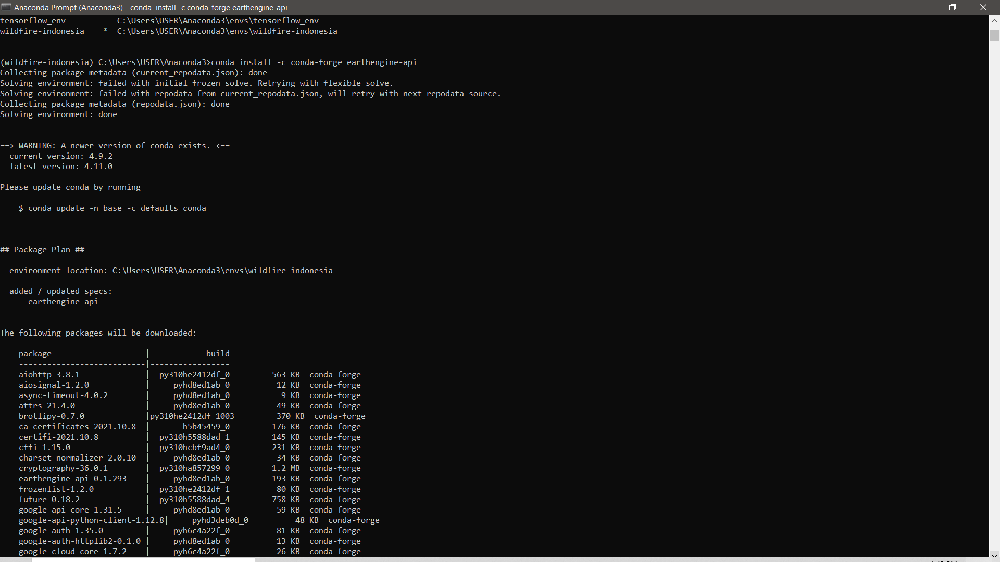 Anaconda Prompt (Anaconda3) - conda  install -c conda-forge earthengine-api
tensorflow_env           C:\Users\USER\Anaconda3\envs\tensorflow_env
wildfire-indonesia    *  C:\Users\USER\Anaconda3\envs\wildfire-indonesia
(wildfire-indonesia) C:\Users\USER\Anaconda3>conda install -c conda-forge earthengine-api
Collecting package metadata (current_repodata.json): done
Solving environment: failed with initial frozen solve. Retrying with flexible solve.
Solving environment: failed with repodata from current_repodata.json, will retry with next repodata source.
Collecting package metadata (repodata.json): done
Solving environment: done
==> WARNING: A newer version of conda exists. <==
  current version: 4.9.2
  latest version: 4.11.0
Please update conda by running
    $ conda update -n base -c defaults conda
## Package Plan ##
  environment location: C:\Users\USER\Anaconda3\envs\wildfire-indonesia
  added / updated specs:
    - earthengine-api
The following packages will be downloaded:
    package                    |            build
    ---------------------------|-----------------
    aiohttp-3.8.1              |  py310he2412df_0         563 KB  conda-forge
    aiosignal-1.2.0            |     pyhd8ed1ab_0          12 KB  conda-forge
    async-timeout-4.0.2        |     pyhd8ed1ab_0           9 KB  conda-forge
    attrs-21.4.0               |     pyhd8ed1ab_0          49 KB  conda-forge
    brotlipy-0.7.0             |py310he2412df_1003         370 KB  conda-forge
    ca-certificates-2021.10.8  |       h5b45459_0         176 KB  conda-forge
    certifi-2021.10.8          |  py310h5588dad_1         145 KB  conda-forge
    cffi-1.15.0                |  py310hcbf9ad4_0         231 KB  conda-forge
    charset-normalizer-2.0.10  |     pyhd8ed1ab_0          34 KB  conda-forge
    cryptography-36.0.1        |  py310ha857299_0         1.2 MB  conda-forge
    earthengine-api-0.1.293    |     pyhd8ed1ab_0         193 KB  conda-forge
    frozenlist-1.2.0           |  py310he2412df_1          80 KB  conda-forge
    future-0.18.2              |  py310h5588dad_4         758 KB  conda-forge
    google-api-core-1.31.5     |     pyhd8ed1ab_0          59 KB  conda-forge
    google-api-python-client-1.12.8|     pyhd3deb0d_0          48 KB  conda-forge
    google-auth-1.35.0         |     pyh6c4a22f_0          81 KB  conda-forge
    google-auth-httplib2-0.1.0 |     pyhd8ed1ab_0          13 KB  conda-forge
    google-cloud-core-1.7.2    |     pyh6c4a22f_0          26 KB  conda-forge